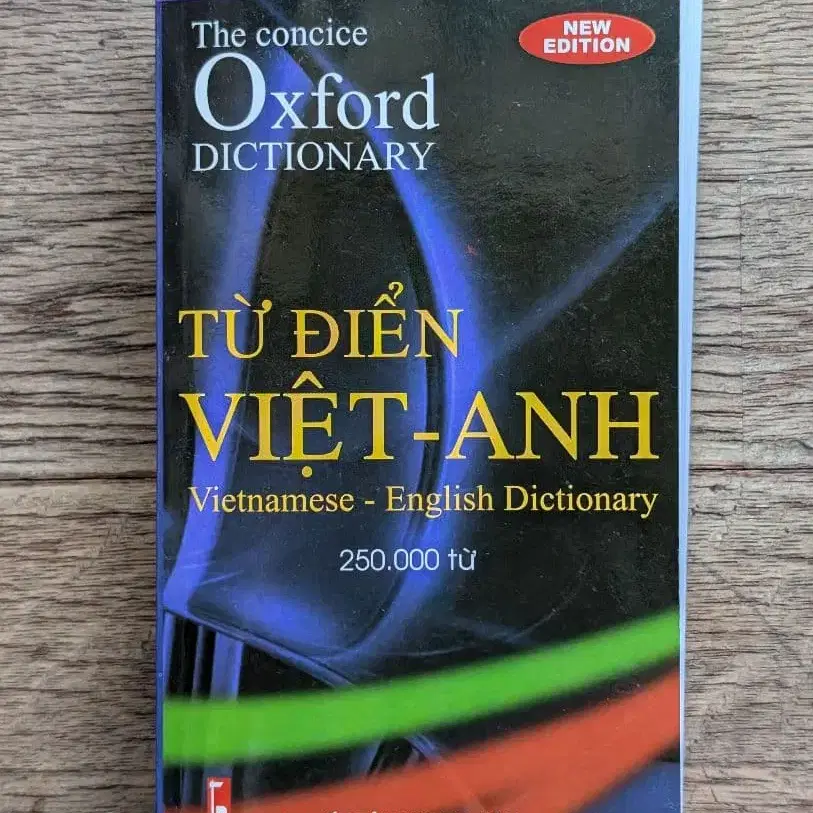 The concice
Oxford
DICTIONARY
NEW
EDITION
TỪ ĐIỂN
VIỆT-ANH
Vietnamese - English Dictionary
250.000 từ